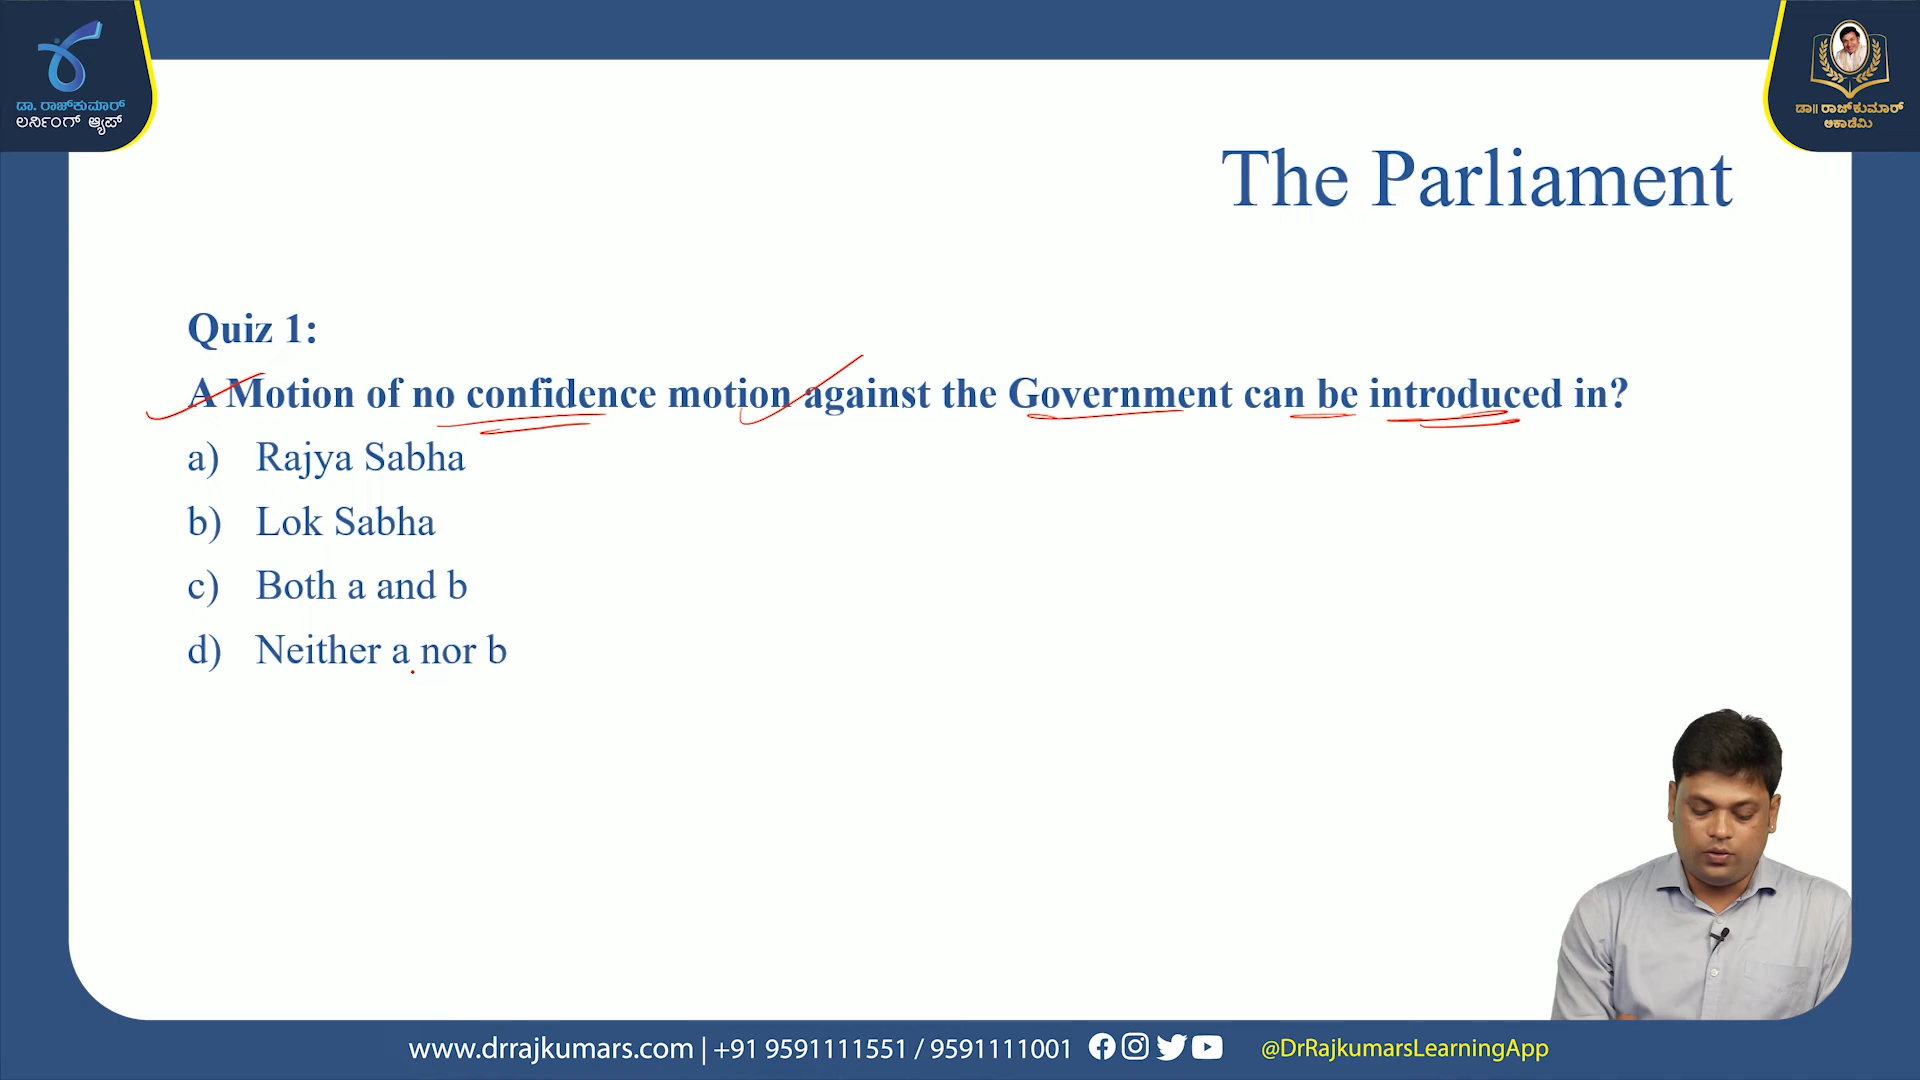 ಡಾ. ರಾಜ್‌ಕುಮಾರ್
ಲರ್ನಿಂಗ್ ಆ್ಯಪ್
ಡಾ|| ರಾಜ್‌ಕುಮಾರ್
ಅಕಾಡೆಮಿ
The Parliament
Quiz 1:
A Motion of no confidence motion against the Government can be introduced in?
a) Rajya Sabha
b) Lok Sabha
c) Both a and b
d) Neither a nor b
www.drrajkumars.com | +91 9591111551 / 9591111001 @DrRajkumarsLearningApp